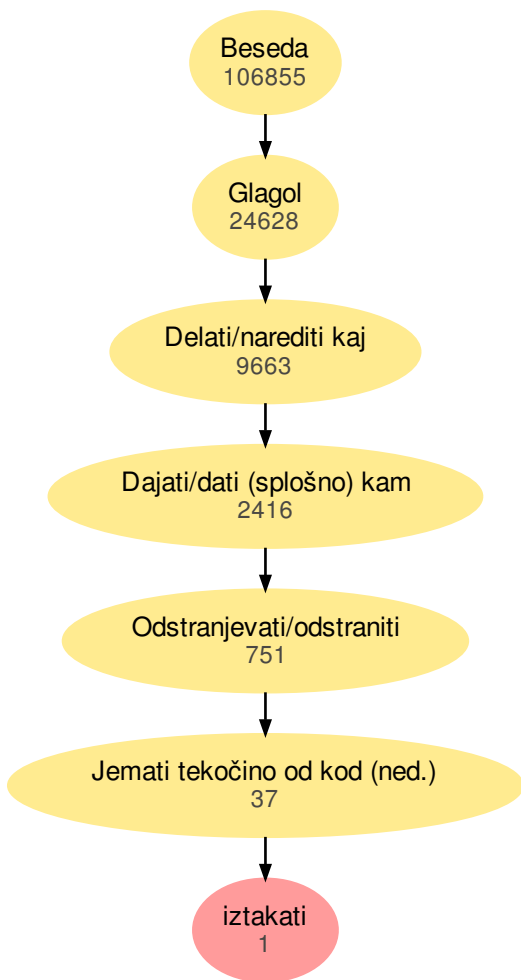 Beseda
106855
Glagol
24628
Delati/narediti kaj
9663
Dajati/dati (splošno) kam
2416
Odstranjevati/odstraniti
751
Jemati tekočino od kod (ned.)
37
iztakati
1